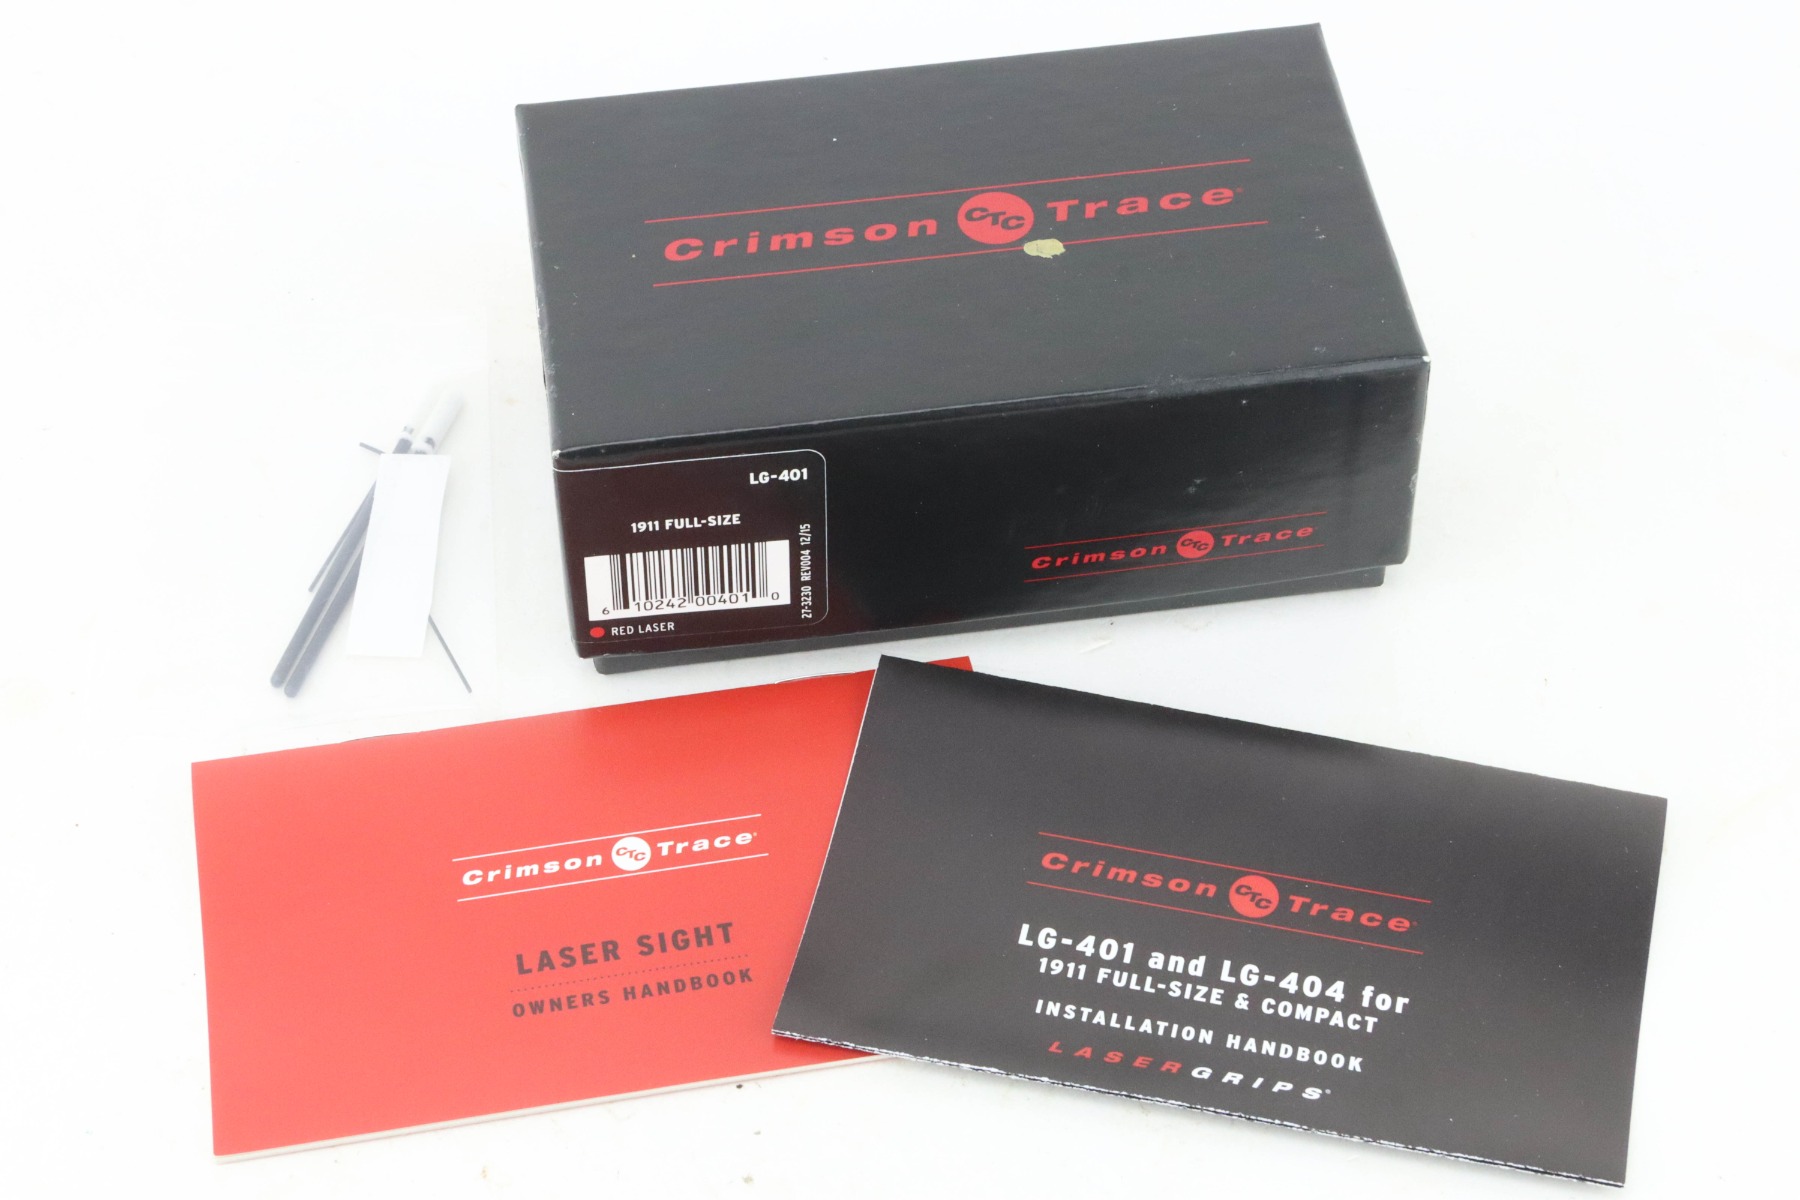 Crimson CTC Trace®
LG-401
1911 FULL-SIZE
6 10242 00401 0
27-3230 REV004 12/15
RED LASER
Crimson CTC Trace
Crimson CTC Trace®
LASER SIGHT
OWNERS HANDBOOK
Crimson CTC Trace®
LG-401 and LG-404 for
1911 FULL-SIZE & COMPACT
INSTALLATION HANDBOOK
LASERGRIPS®